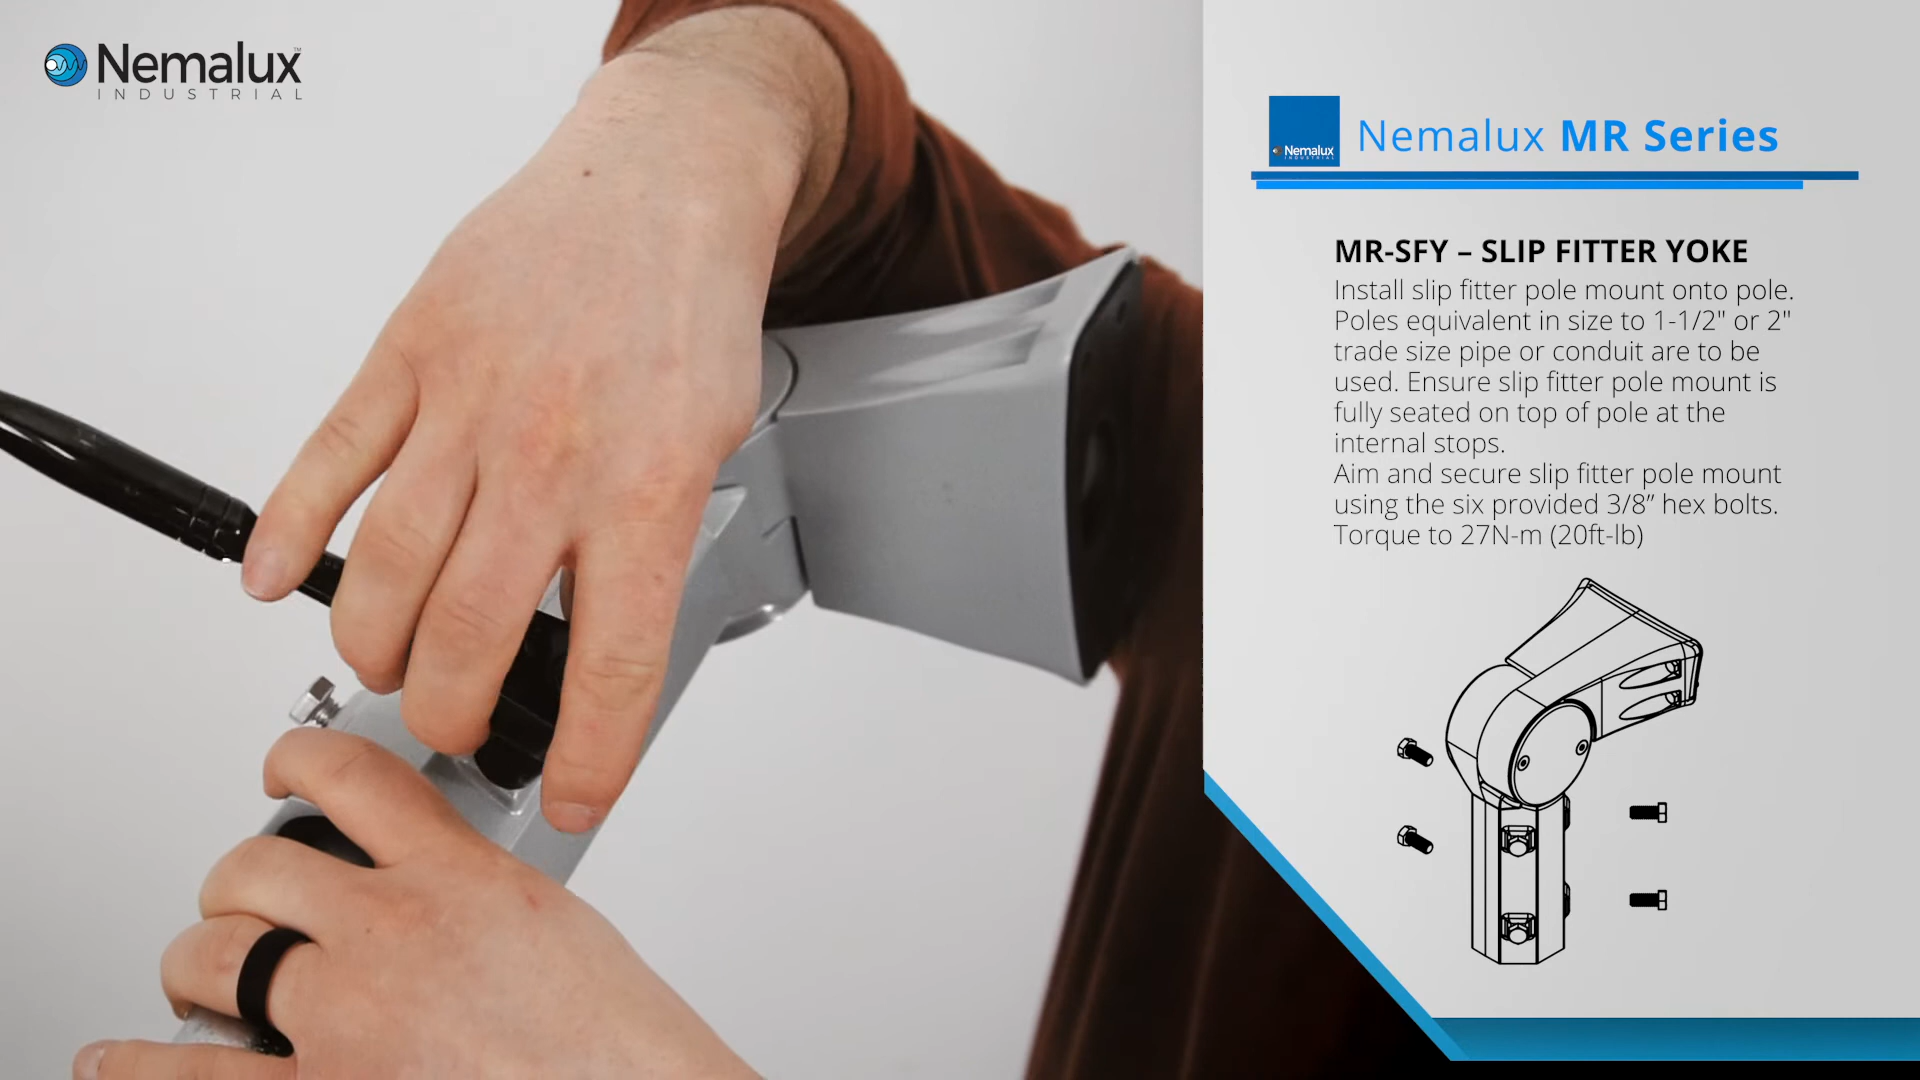 Nemalux™
INDUSTRIAL
Nemalux
INDUSTRIAL
Nemalux MR Series
MR-SFY – SLIP FITTER YOKE
Install slip fitter pole mount onto pole.
Poles equivalent in size to 1-1/2" or 2"
trade size pipe or conduit are to be
used. Ensure slip fitter pole mount is
fully seated on top of pole at the
internal stops.
Aim and secure slip fitter pole mount
using the six provided 3/8” hex bolts.
Torque to 27N-m (20ft-lb)